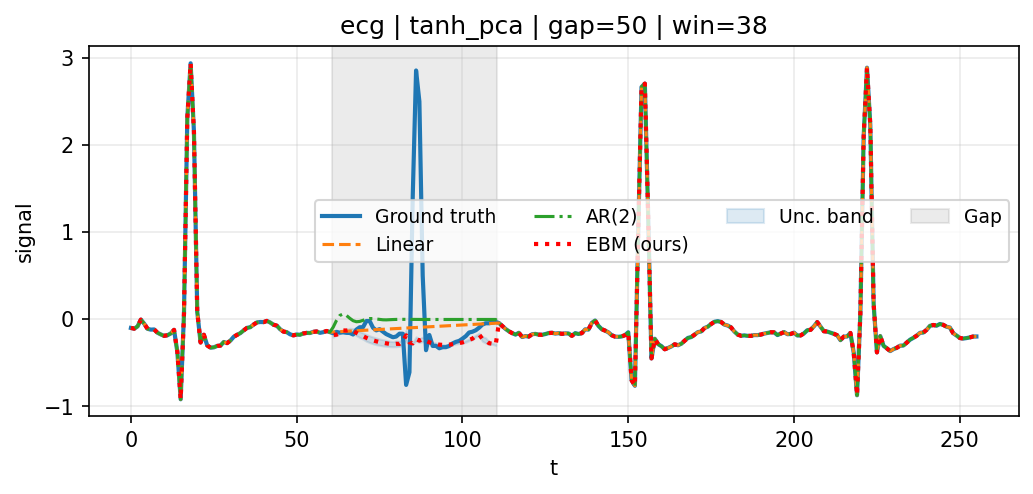 ecg | tanh_pca | gap=50 | win=38
3
2
1
0
−1
signal
Ground truth
Linear
AR(2)
EBM (ours)
Unc. band
Gap
0 50 100 150 200 250
t